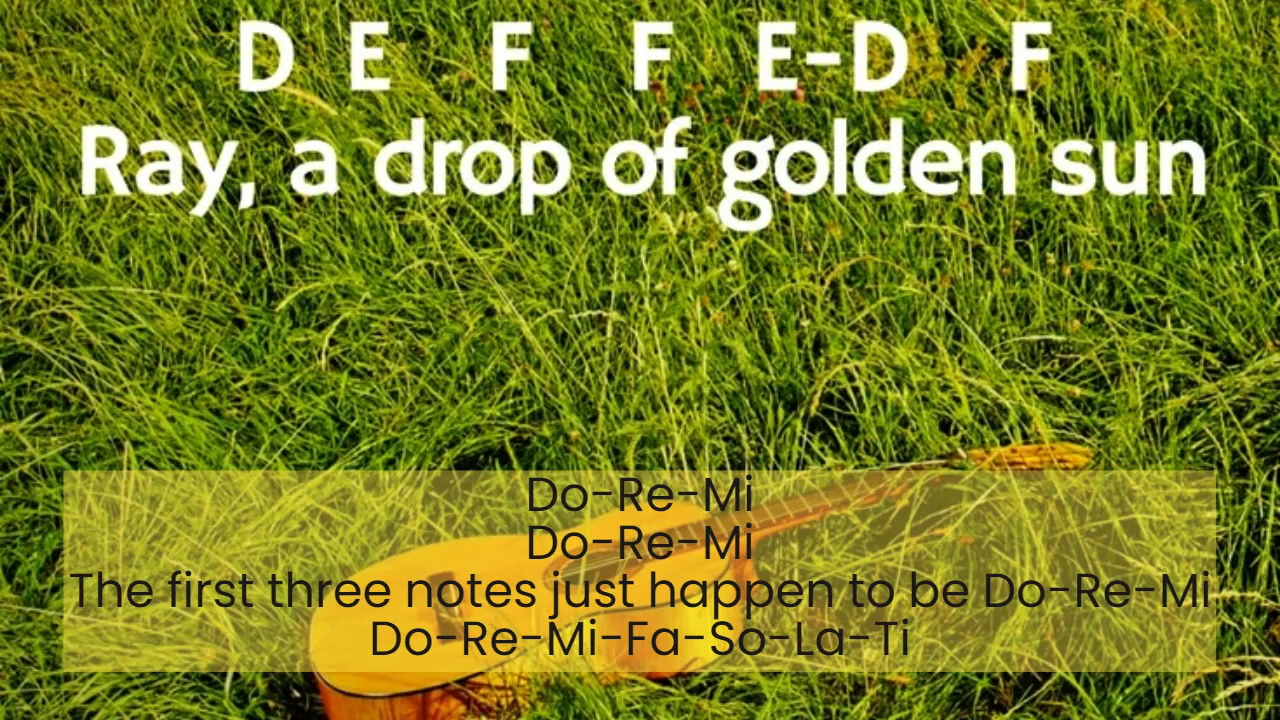 D E F F E-D F
Ray, a drop of golden sun
Do-Re-Mi
Do-Re-Mi
The first three notes just happen to be Do-Re-Mi
Do-Re-Mi-Fa-So-La-Ti